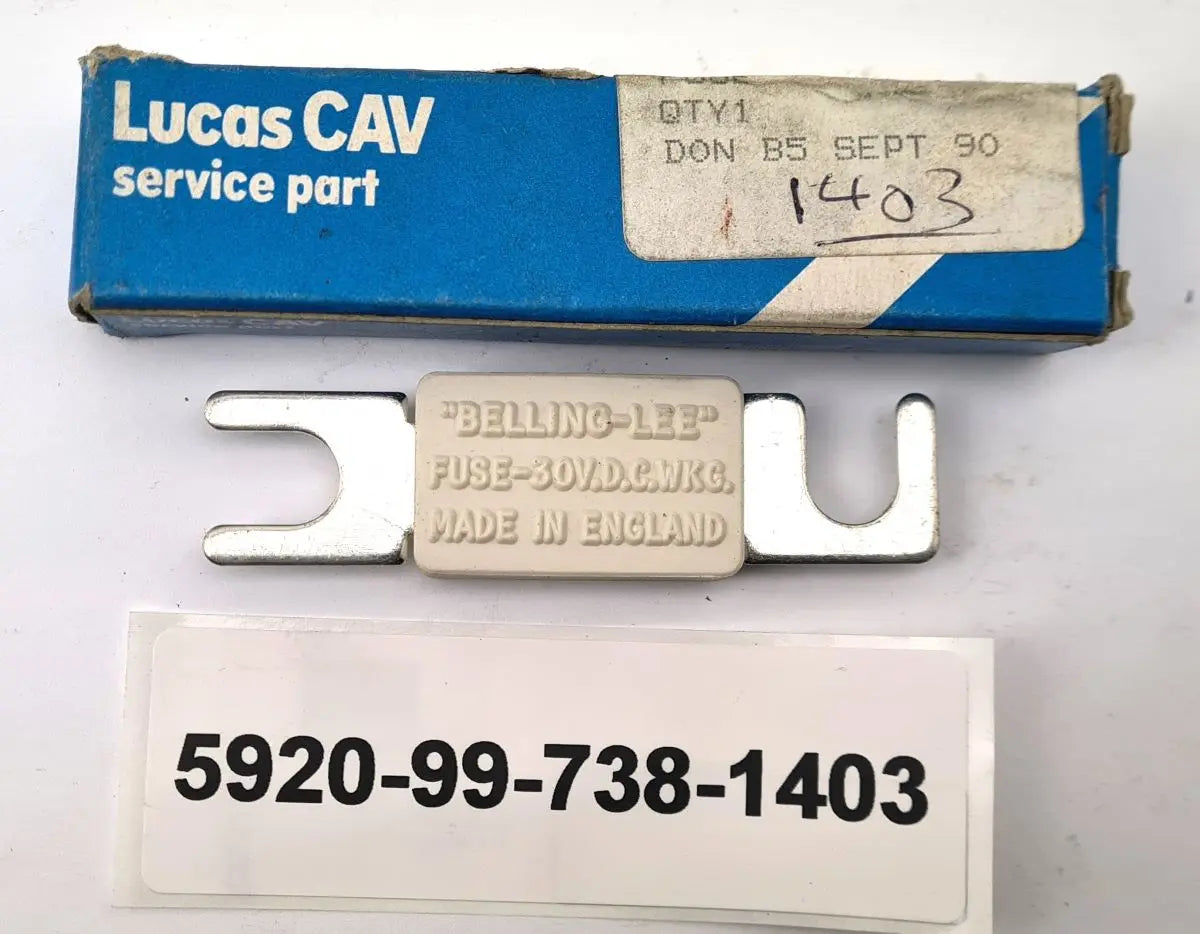 Lucas CAV
service part
QTY1
DON B5 SEPT 90
1403
"BELLING-LEE"
FUSE-30V.D.C.WKG.
MADE IN ENGLAND
5920-99-738-1403